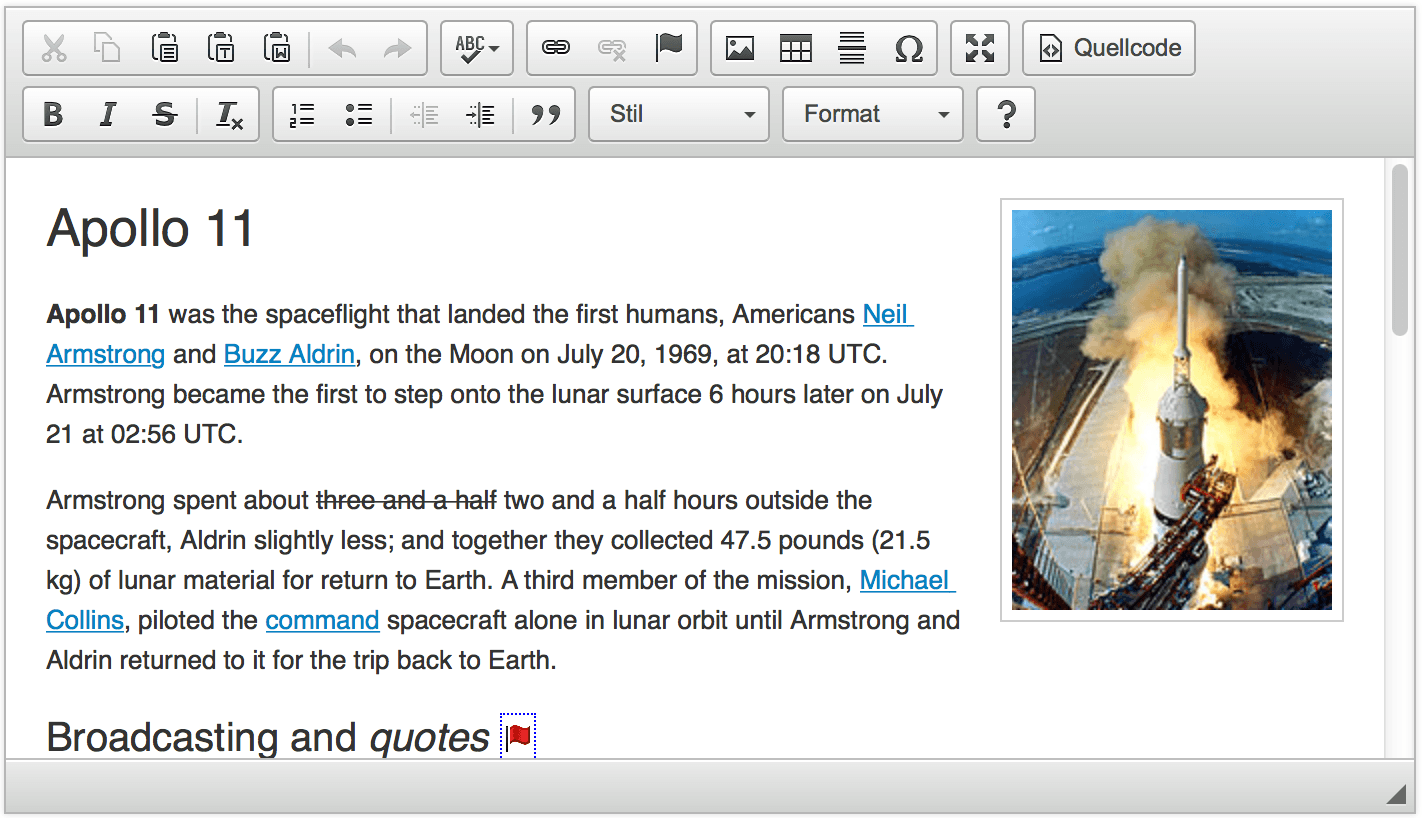 ABC
Quellcode
B I S Tx
Stil
Format
?
Apollo 11
Apollo 11 was the spaceflight that landed the first humans, Americans Neil
Armstrong and Buzz Aldrin, on the Moon on July 20, 1969, at 20:18 UTC.
Armstrong became the first to step onto the lunar surface 6 hours later on July
21 at 02:56 UTC.
Armstrong spent about three and a half two and a half hours outside the
spacecraft, Aldrin slightly less; and together they collected 47.5 pounds (21.5
kg) of lunar material for return to Earth. A third member of the mission, Michael
Collins, piloted the command spacecraft alone in lunar orbit until Armstrong and
Aldrin returned to it for the trip back to Earth.
Broadcasting and quotes